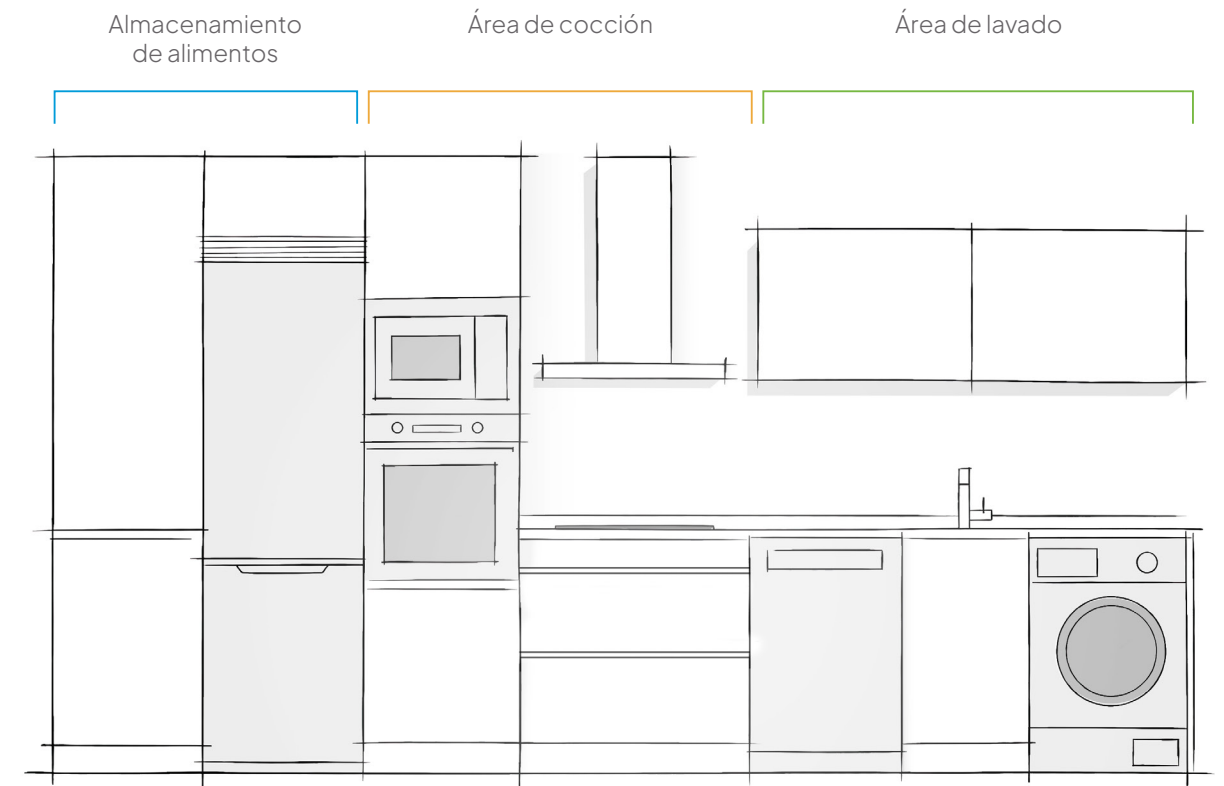 Almacenamiento
de alimentos
Área de cocción
Área de lavado